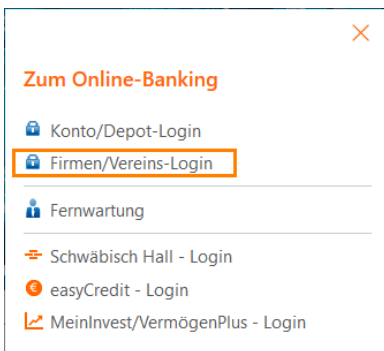 Zum Online-Banking
Konto/Depot-Login
Firmen/Vereins-Login
Fernwartung
Schwäbisch Hall - Login
easyCredit - Login
MeinInvest/VermögenPlus - Login